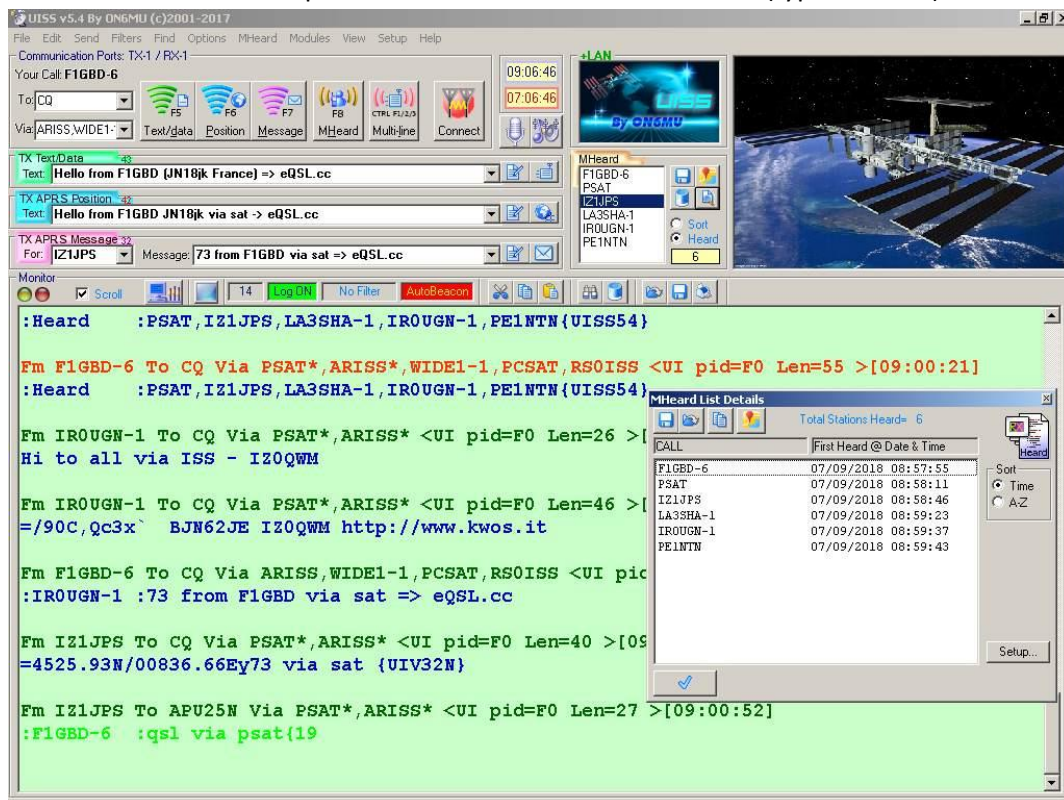 UISS v5.4 By ON6MU (c)2001-2017
File Edit Send Filters Find Options MHeard Modules View Setup Help
Communication Ports: TX-1 / RX-1
Your Call: F1GBD-6
To: CQ
Via: ARISS,WIDE1-
F5
Text/data
F6
Position
F7
Message
F8
MHeard
CTRL F1/2/3
Multi-line
Connect
09:06:46
07:06:46
+LAN
UISS
By ON6MU
TX Text/Data 43
Text: Hello from F1GBD (JN18jk France) => eQSL.cc
TX APRS Position 42
Text: Hello from F1GBD JN18jk via sat -> eQSL.cc
TX APRS Message 32
For: IZ1JPS Message: 73 from F1GBD via sat => eQSL.cc
MHeard
F1GBD-6
PSAT
IZ1JPS
LA3SHA-1
IR0UGN-1
PE1NTN
Sort
Heard
6
Monitor
Scroll 14 Log ON No Filter AutoBeacon
:Heard :PSAT,IZ1JPS,LA3SHA-1,IR0UGN-1,PE1NTN{UISS54}
Fm F1GBD-6 To CQ Via PSAT*,ARISS*,WIDE1-1,PCSAT,RS0ISS <UI pid=F0 Len=55 >[09:00:21]
:Heard :PSAT,IZ1JPS,LA3SHA-1,IR0UGN-1,PE1NTN{UISS54}
Fm IR0UGN-1 To CQ Via PSAT*,ARISS* <UI pid=F0 Len=26 >[
Hi to all via ISS - IZ0QWM
Fm IR0UGN-1 To CQ Via PSAT*,ARISS* <UI pid=F0 Len=46 >[
=/90C,Qc3x` BJN62JE IZ0QWM http://www.kwos.it
Fm F1GBD-6 To CQ Via ARISS,WIDE1-1,PCSAT,RS0ISS <UI pid
:IR0UGN-1 :73 from F1GBD via sat => eQSL.cc
Fm IZ1JPS To CQ Via PSAT*,ARISS* <UI pid=F0 Len=40 >[09
=4525.93N/00836.66Ey73 via sat {UIV32N}
Fm IZ1JPS To APU25N Via PSAT*,ARISS* <UI pid=F0 Len=27 >[09:00:52]
:F1GBD-6 :qsl via psat{19
MHeard List Details
Total Stations Heard= 6
Heard
CALL First Heard @ Date & Time
F1GBD-6 07/09/2018 08:57:55
PSAT 07/09/2018 08:58:11
IZ1JPS 07/09/2018 08:58:46
LA3SHA-1 07/09/2018 08:59:23
IR0UGN-1 07/09/2018 08:59:37
PE1NTN 07/09/2018 08:59:43
Sort
Time
A-Z
Setup...